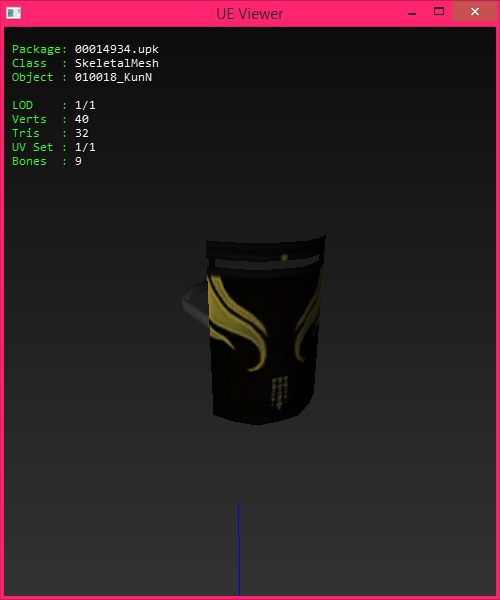 UE Viewer
Package: 00014934.upk
Class : SkeletalMesh
Object : 010018_KunN
LOD : 1/1
Verts : 40
Tris : 32
UV Set : 1/1
Bones : 9